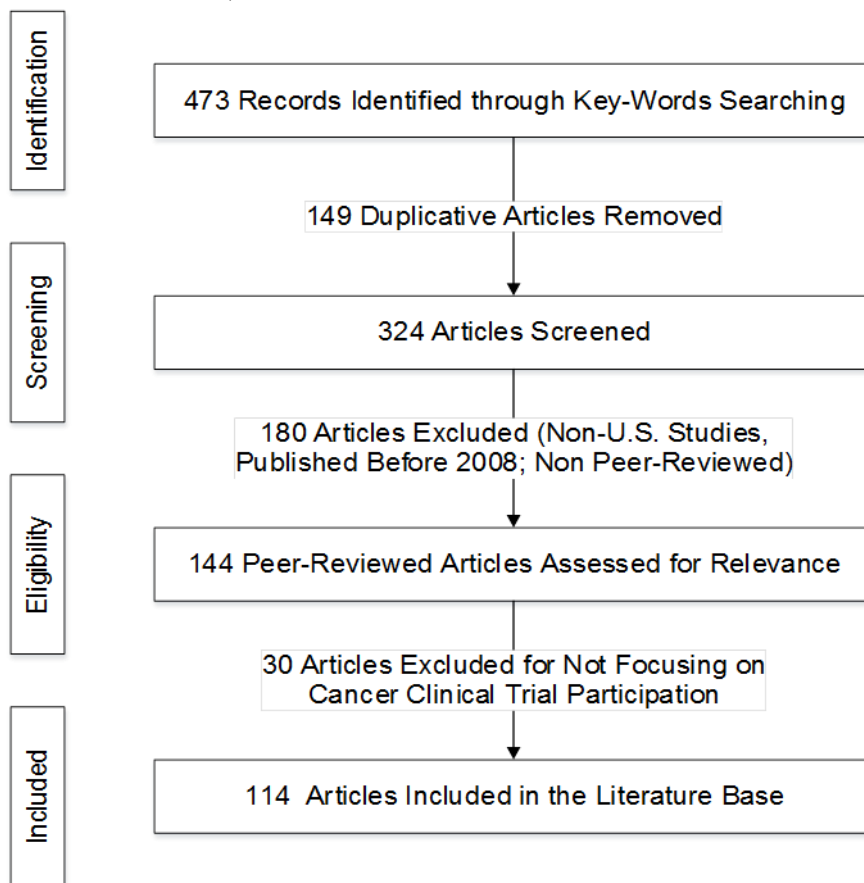 Identification
473 Records Identified through Key-Words Searching
149 Duplicative Articles Removed
Screening
324 Articles Screened
180 Articles Excluded (Non-U.S. Studies,
Published Before 2008; Non Peer-Reviewed)
Eligibility
144 Peer-Reviewed Articles Assessed for Relevance
30 Articles Excluded for Not Focusing on
Cancer Clinical Trial Participation
Included
114 Articles Included in the Literature Base